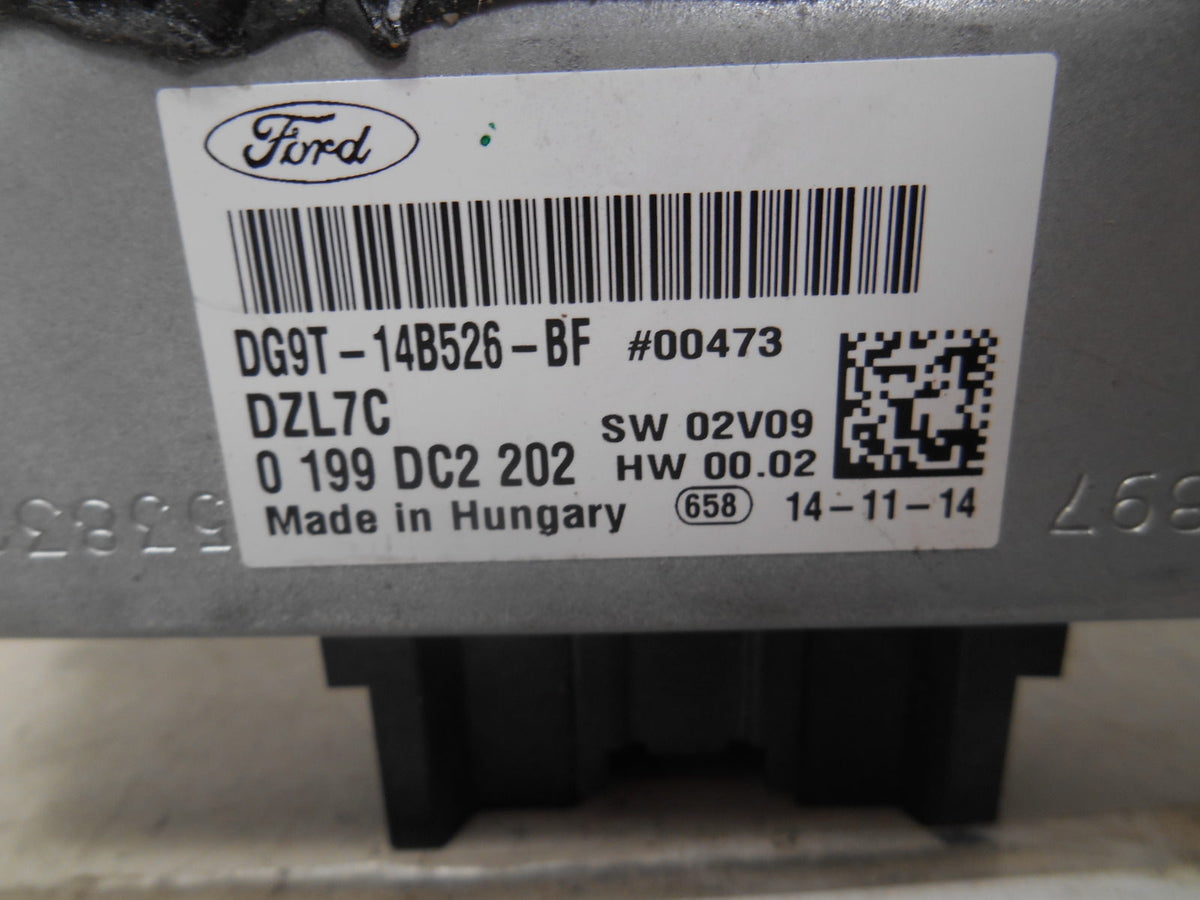 Ford
DG9T-14B526-BF #00473
DZL7C
SW 02V09
0 199 DC2 202
HW 00.02
Made in Hungary
658
14-11-14